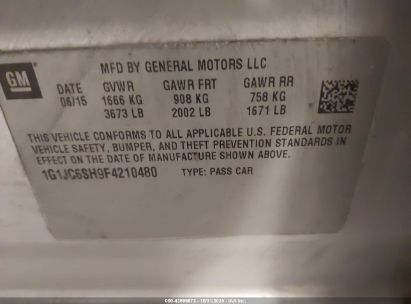 MFD BY GENERAL MOTORS LLC
GM
DATE GVWR GAWR FRT GAWR RR
06/15 1666 KG 908 KG 758 KG
3673 LB 2002 LB 1671 LB
THIS VEHICLE CONFORMS TO ALL APPLICABLE U.S. FEDERAL MOTOR
VEHICLE SAFETY, BUMPER, AND THEFT PREVENTION STANDARDS IN
EFFECT ON THE DATE OF MANUFACTURE SHOWN ABOVE.
1G1JC6SH9F4210480 TYPE: PASS CAR